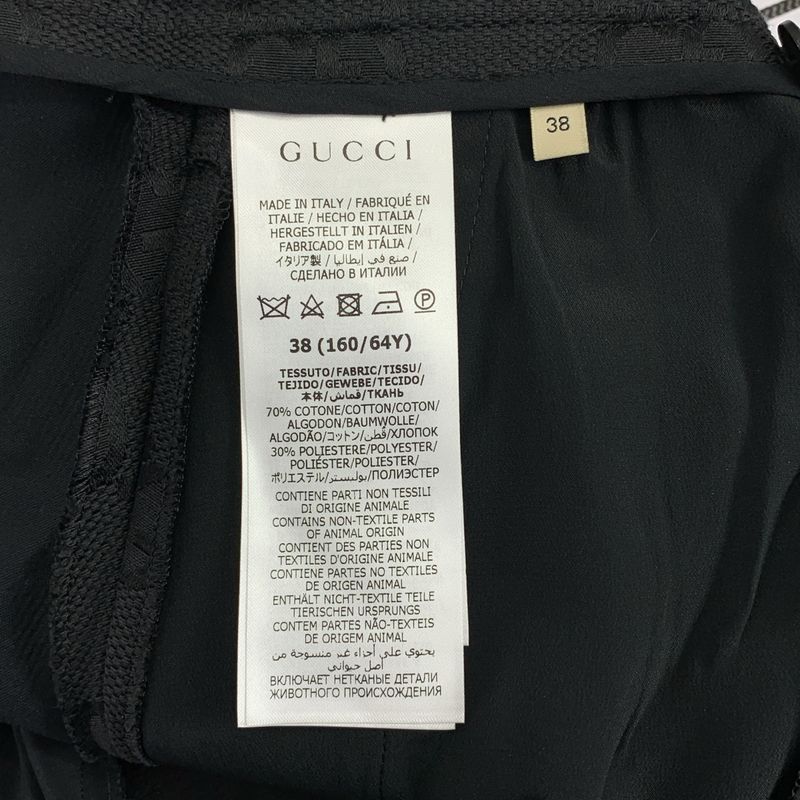 GUCCI
38
MADE IN ITALY / FABRIQUÉ EN
ITALIE / HECHO EN ITALIA /
HERGESTELLT IN ITALIEN /
FABRICADO EM ITÁLIA /
イタリア製 / صنع في إيطاليا /
СДЕЛАНО В ИТАЛИИ
P
38 (160/64Y)
TESSUTO/FABRIC/TISSU/
TEJIDO/GEWEBE/TECIDO/
本体/قماش/ТКАНЬ
70% COTONE/COTTON/COTON/
ALGODON/BAUMWOLLE/
ALGODÃO/コットン/قطن/ХЛОПОК
30% POLIESTERE/POLYESTER/
POLIÉSTER/POLIESTER/
ポリエステル/بوليستر/ПОЛИЭСТЕР
CONTIENE PARTI NON TESSILI
DI ORIGINE ANIMALE
CONTAINS NON-TEXTILE PARTS
OF ANIMAL ORIGIN
CONTIENT DES PARTIES NON
TEXTILES D'ORIGINE ANIMALE
CONTIENE PARTES NO TEXTILES
DE ORIGEN ANIMAL
ENTHÄLT NICHT-TEXTILE TEILE
TIERISCHEN URSPRUNGS
CONTEM PARTES NÃO-TEXTEIS
DE ORIGEM ANIMAL
يحتوي على أجزاء غير منسوجة من
أصل حيواني
ВКЛЮЧАЕТ НЕТКАНЫЕ ДЕТАЛИ
ЖИВОТНОГО ПРОИСХОЖДЕНИЯ